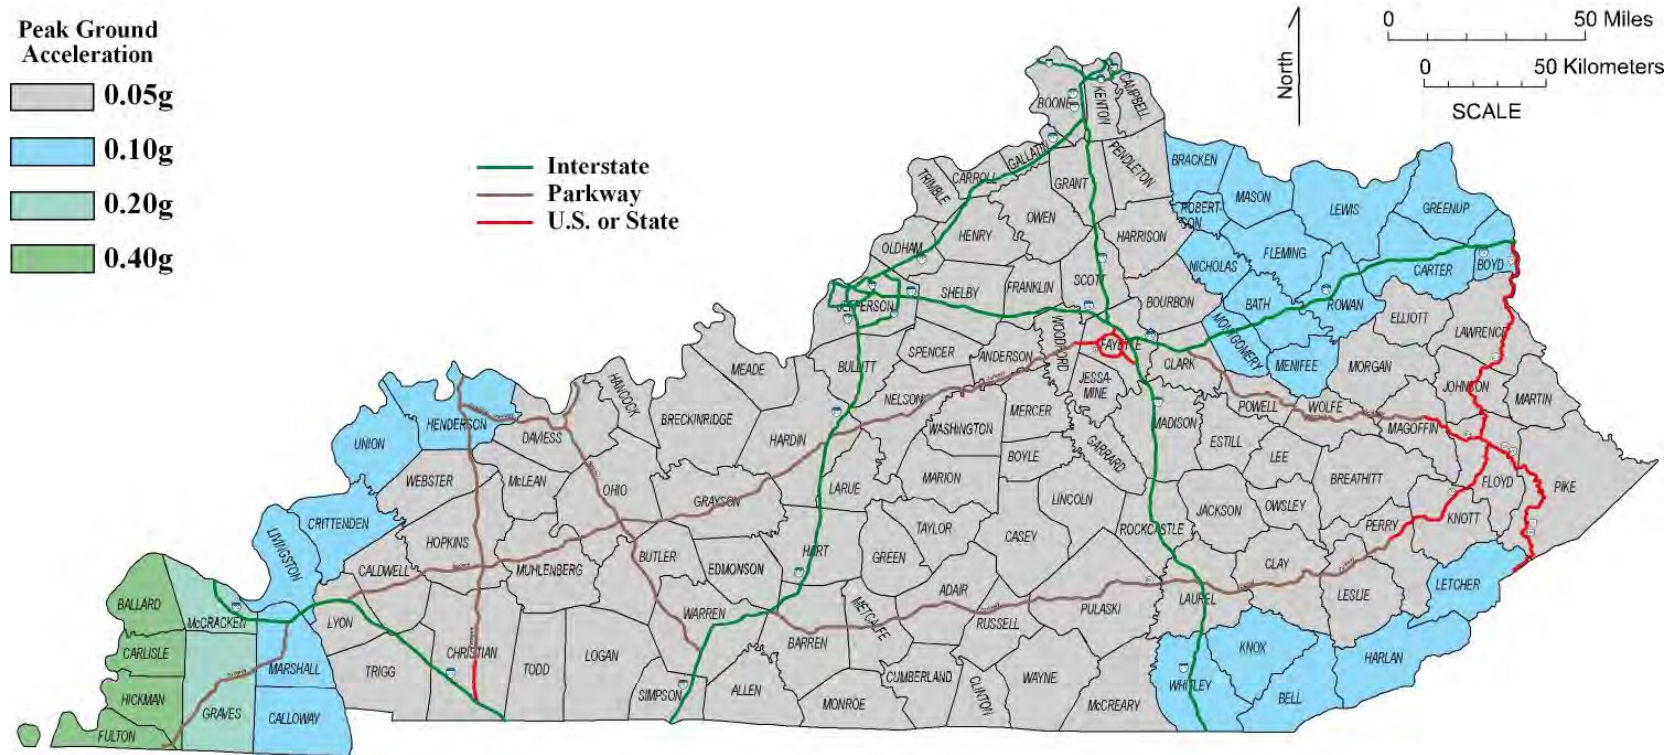 Peak Ground
Acceleration
0.05g
0.10g
0.20g
0.40g
Interstate
Parkway
U.S. or State
North
0 50 Miles
0 50 Kilometers
SCALE
BOONE
KENTON
CAMPBELL
GALLATIN
PENDLETON
BRACKEN
CARROLL
TRIMBLE
GRANT
MASON
ROBERT-
SON
LEWIS
GREENUP
OWEN
HENRY
OLDHAM
HARRISON
FLEMING
NICHOLAS
CARTER
BOYD
SHELBY
FRANKLIN
SCOTT
BOURBON
BATH
ROWAN
JEFFERSON
ELLIOTT
LAWRENCE
WOODFORD
FAYETTE
MONTGOMERY
SPENCER
ANDERSON
CLARK
MENIFEE
MORGAN
BULLITT
MEADE
JESSA-
MINE
JOHNSON
MARTIN
HANCOCK
BRECKINRIDGE
NELSON
MERCER
POWELL
WOLFE
MAGOFFIN
HENDERSON
UNION
DAVIESS
HARDIN
WASHINGTON
MADISON
ESTILL
GARRARD
BOYLE
LEE
BREATHITT
FLOYD
PIKE
WEBSTER
McLEAN
OHIO
GRAYSON
LARUE
MARION
LINCOLN
JACKSON
OWSLEY
KNOTT
PERRY
CRITTENDEN
LIVINGSTON
HOPKINS
MUHLENBERG
BUTLER
EDMONSON
HART
GREEN
TAYLOR
CASEY
ROCKCASTLE
CLAY
LETCHER
LESLIE
CALDWELL
BALLARD
McCRACKEN
LYON
WARREN
BARREN
METCALFE
ADAIR
RUSSELL
PULASKI
LAUREL
KNOX
HARLAN
CARLISLE
MARSHALL
TRIGG
CHRISTIAN
TODD
LOGAN
SIMPSON
ALLEN
MONROE
CUMBERLAND
CLINTON
WAYNE
McCREARY
WHITLEY
BELL
HICKMAN
GRAVES
CALLOWAY
FULTON